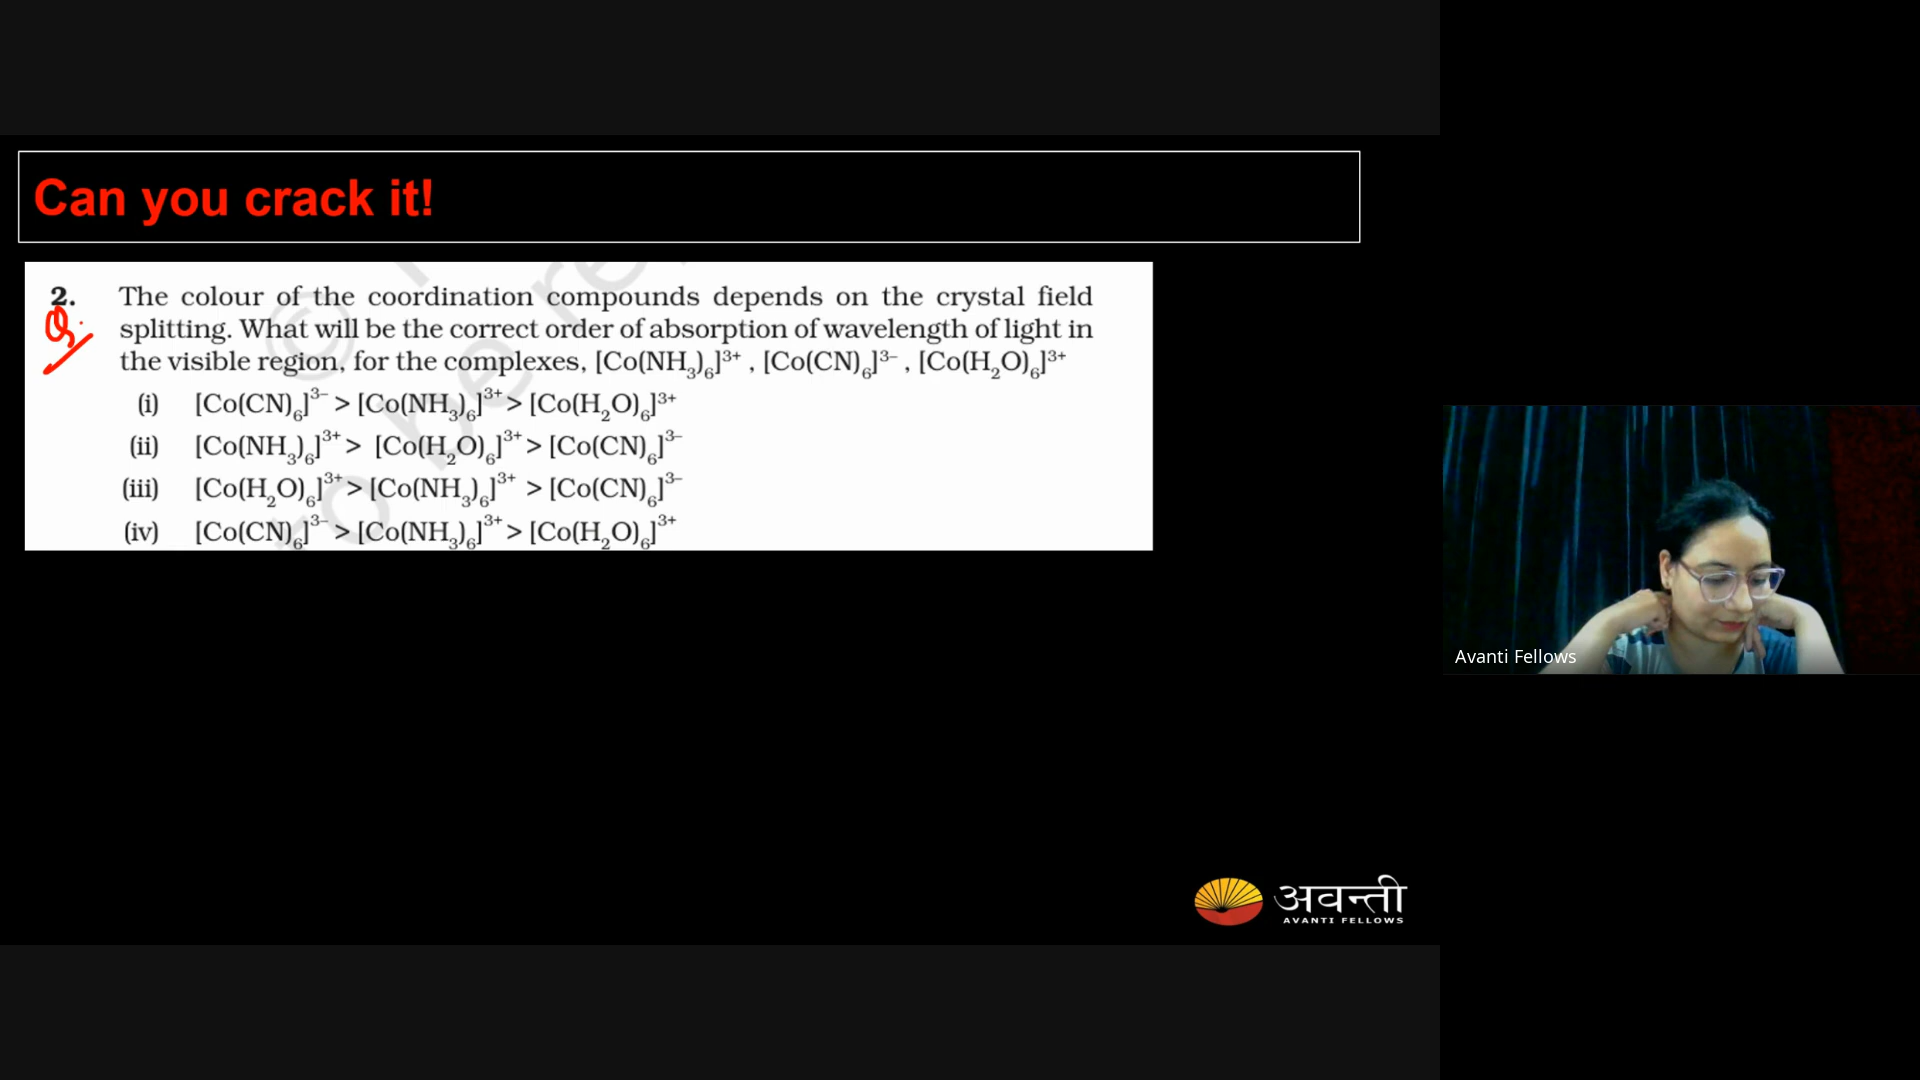 Can you crack it!
2. The colour of the coordination compounds depends on the crystal field
splitting. What will be the correct order of absorption of wavelength of light in
the visible region, for the complexes, [Co(NH₃)₆]³⁺ , [Co(CN)₆]³⁻ , [Co(H₂O)₆]³⁺
(i) [Co(CN)₆]³⁻ > [Co(NH₃)₆]³⁺ > [Co(H₂O)₆]³⁺
(ii) [Co(NH₃)₆]³⁺ > [Co(H₂O)₆]³⁺ > [Co(CN)₆]³⁻
(iii) [Co(H₂O)₆]³⁺ > [Co(NH₃)₆]³⁺ > [Co(CN)₆]³⁻
(iv) [Co(CN)₆]³⁻ > [Co(NH₃)₆]³⁺ > [Co(H₂O)₆]³⁺
Avanti Fellows
अवन्ती
AVANTI FELLOWS